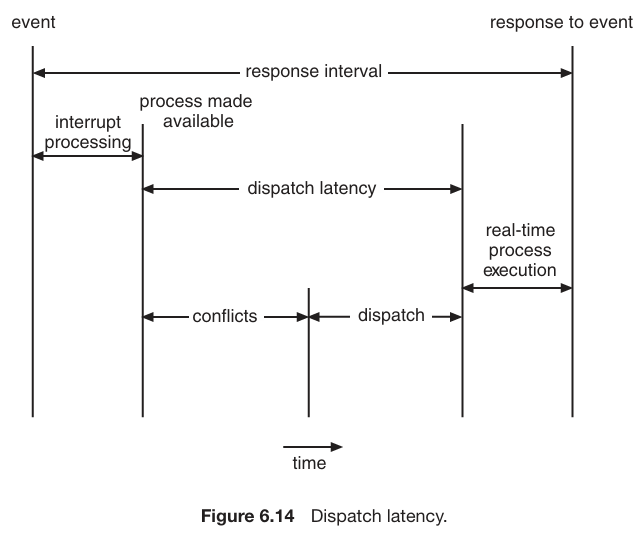 event
response to event
response interval
process made
available
interrupt
processing
dispatch latency
real-time
process
execution
conflicts
dispatch
time
Figure 6.14 Dispatch latency.